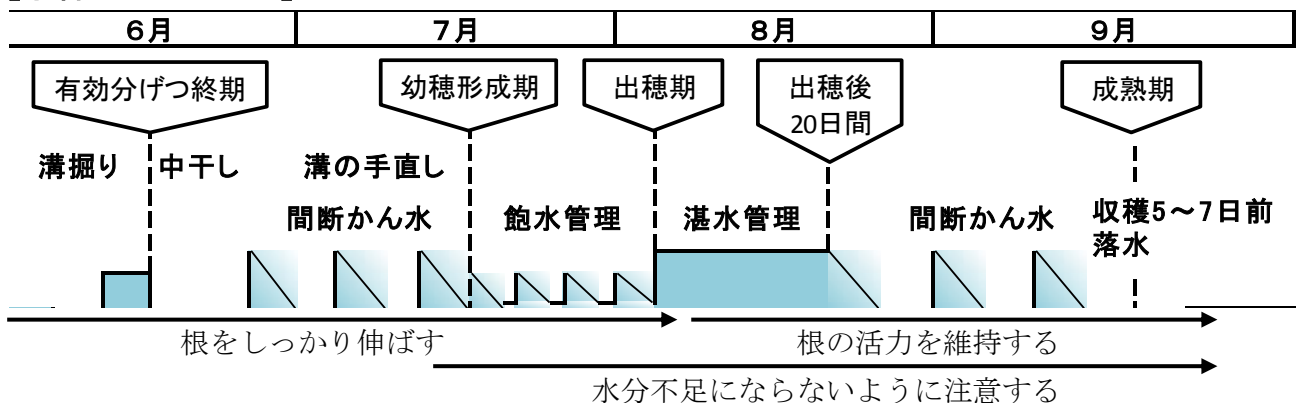 6月 7月 8月 9月
有効分げつ終期 幼穂形成期 出穂期 出穂後 成熟期
20日間
溝掘り 中干し 溝の手直し
間断かん水 飽水管理 湛水管理 間断かん水 収穫5～7日前
落水
根をしっかり伸ばす 根の活力を維持する
水分不足にならないように注意する